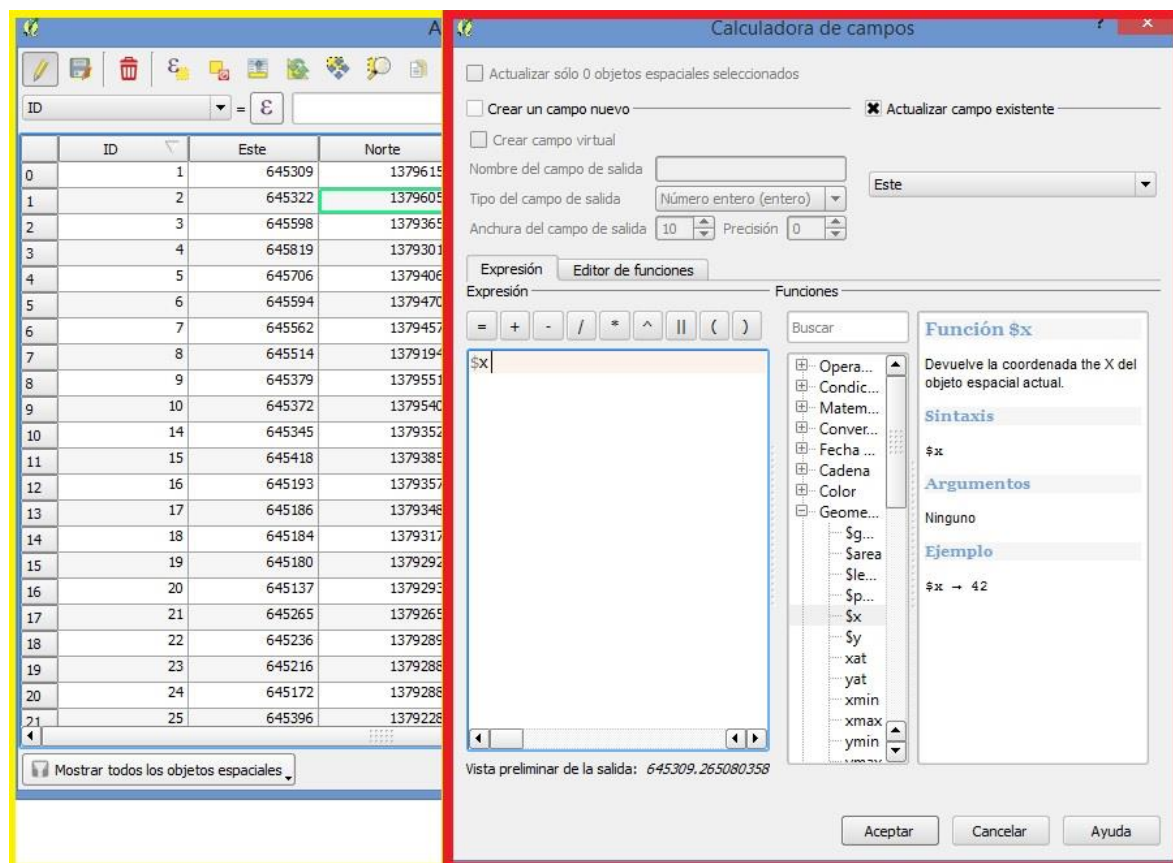 A
ID
=
ε
ID Este Norte
0 1 645309 1379615
1 2 645322 1379605
2 3 645598 1379365
3 4 645819 1379301
4 5 645706 1379406
5 6 645594 1379470
6 7 645562 1379457
7 8 645514 1379194
8 9 645379 1379551
9 10 645372 1379540
10 14 645345 1379352
11 15 645418 1379385
12 16 645193 1379357
13 17 645186 1379348
14 18 645184 1379317
15 19 645180 1379292
16 20 645137 1379293
17 21 645265 1379265
18 22 645236 1379289
19 23 645216 1379288
20 24 645172 1379288
21 25 645396 1379228
Mostrar todos los objetos espaciales
Calculadora de campos ? x
Actualizar sólo 0 objetos espaciales seleccionados
Crear un campo nuevo
Actualizar campo existente
Crear campo virtual
Nombre del campo de salida
Este
Tipo del campo de salida Número entero (entero)
Anchura del campo de salida 10 Precisión 0
Expresión Editor de funciones
Expresión
= + - / * ^ || ( )
$x
Vista preliminar de la salida: 645309.265080358
Funciones
Buscar
Opera...
Condic...
Matem...
Conver...
Fecha ...
Cadena
Color
Geome...
$g...
$area
$le...
$p...
$x
$y
xat
yat
xmin
xmax
ymin
ymax
Función $x
Devuelve la coordenada the X del
objeto espacial actual.
Sintaxis
$x
Argumentos
Ninguno
Ejemplo
$x → 42
Aceptar Cancelar Ayuda